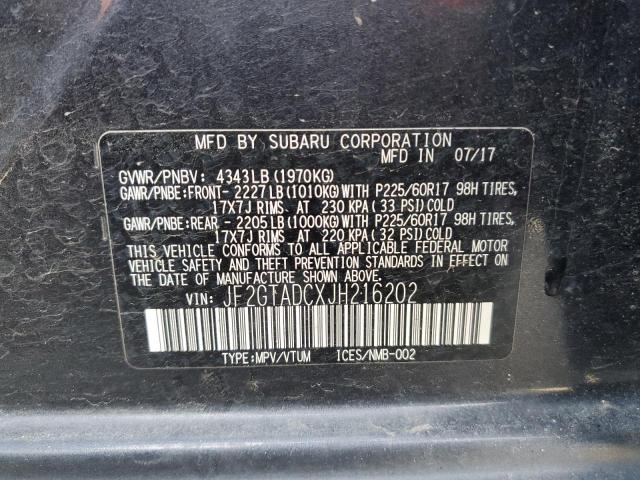 MFD BY SUBARU CORPORATION
MFD IN 07/17
GVWR/PNBV: 4343LB(1970KG)
GAWR/PNBE:FRONT- 2227LB(1010KG)WITH P225/60R17 98H TIRES,
17X7J RIMS AT 230 KPA(33 PSI)COLD
GAWR/PNBE:REAR - 2205LB(1000KG)WITH P225/60R17 98H TIRES,
17X7J RIMS AT 220 KPA(32 PSI)COLD
THIS VEHICLE CONFORMS TO ALL APPLICABLE FEDERAL MOTOR
VEHICLE SAFETY AND THEFT PREVENTION STANDARDS IN EFFECT ON
THE DATE OF MANUFACTURE SHOWN ABOVE.
VIN: JF2GTADCXJH216202
TYPE:MPV/VTUM ICES/NMB-002